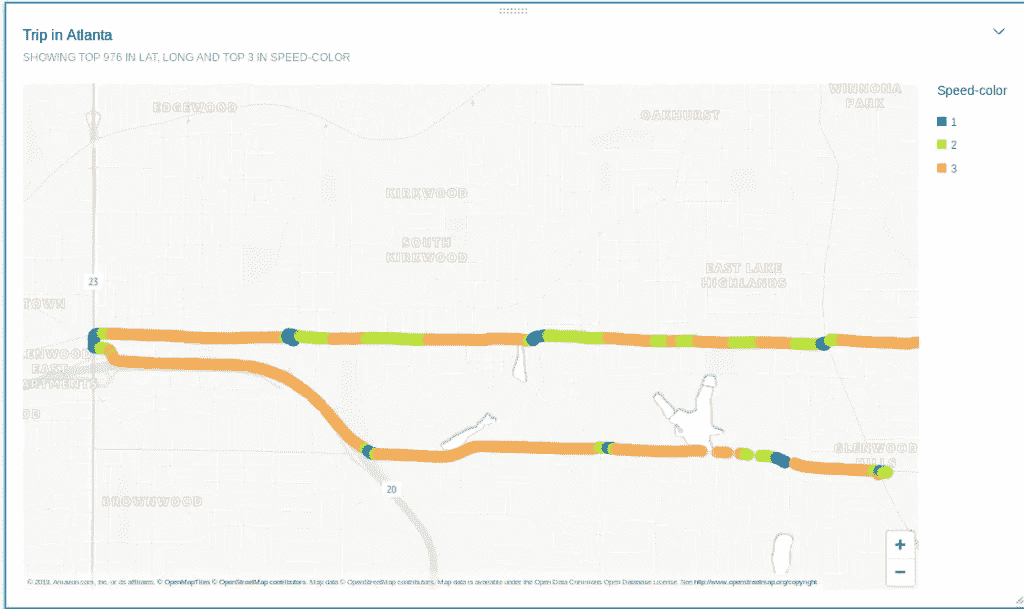 Trip in Atlanta
SHOWING TOP 976 IN LAT, LONG AND TOP 3 IN SPEED-COLOR
Speed-color
1
2
3
EDGEWOOD
OAKHURST
WINNONA
PARK
KIRKWOOD
SOUTH
KIRKWOOD
EAST LAKE
HIGHLANDS
23
TOWN
LENWOOD
EAST
ARTMENTS
GLENWOOD
HILLS
20
BROWNWOOD
+
−
© 2019, Amazon.com, Inc. or its affiliates. © OpenMapTiles © OpenStreetMap contributors. Map data © OpenStreetMap contributors. Map data is available under the Open Data Commons Open Database License. See http://www.openstreetmap.org/copyright.